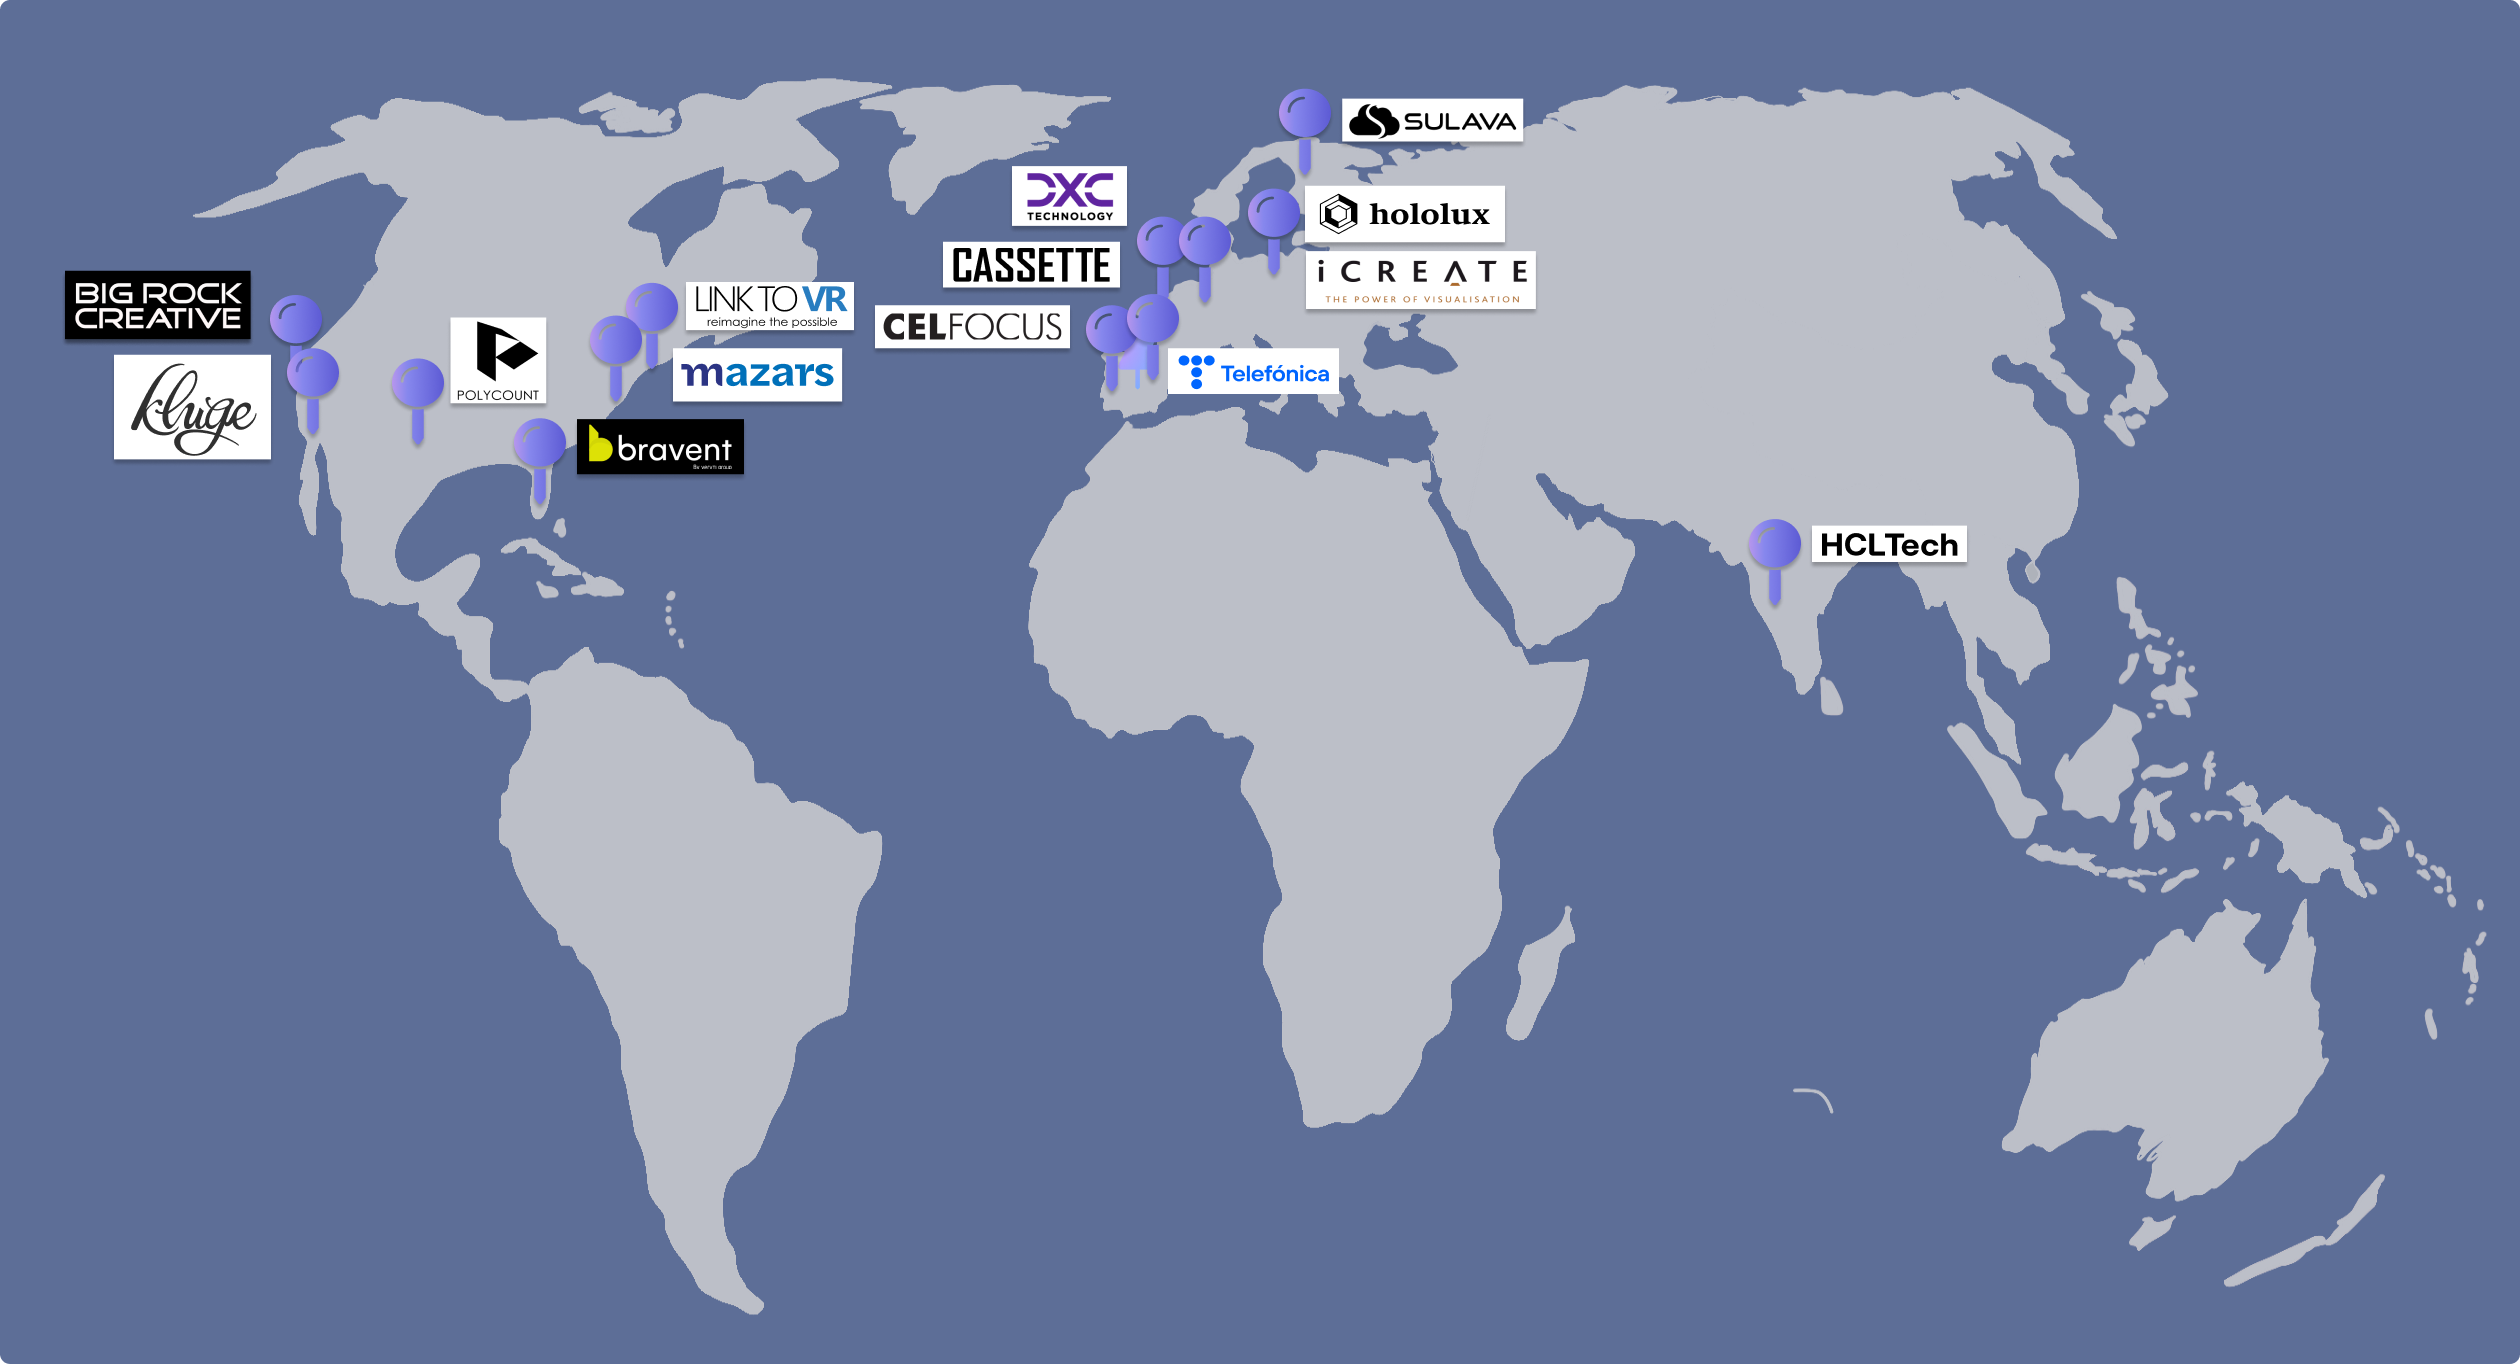 SULAVA
DXC
TECHNOLOGY
hololux
CASSETTE
iCREATE
THE POWER OF VISUALISATION
BIG ROCK
CREATIVE
LINK TO VR
reimagine the possible
CELFOCUS
POLYCOUNT
mazars
Telefónica
kluge
bravent
HCLTech